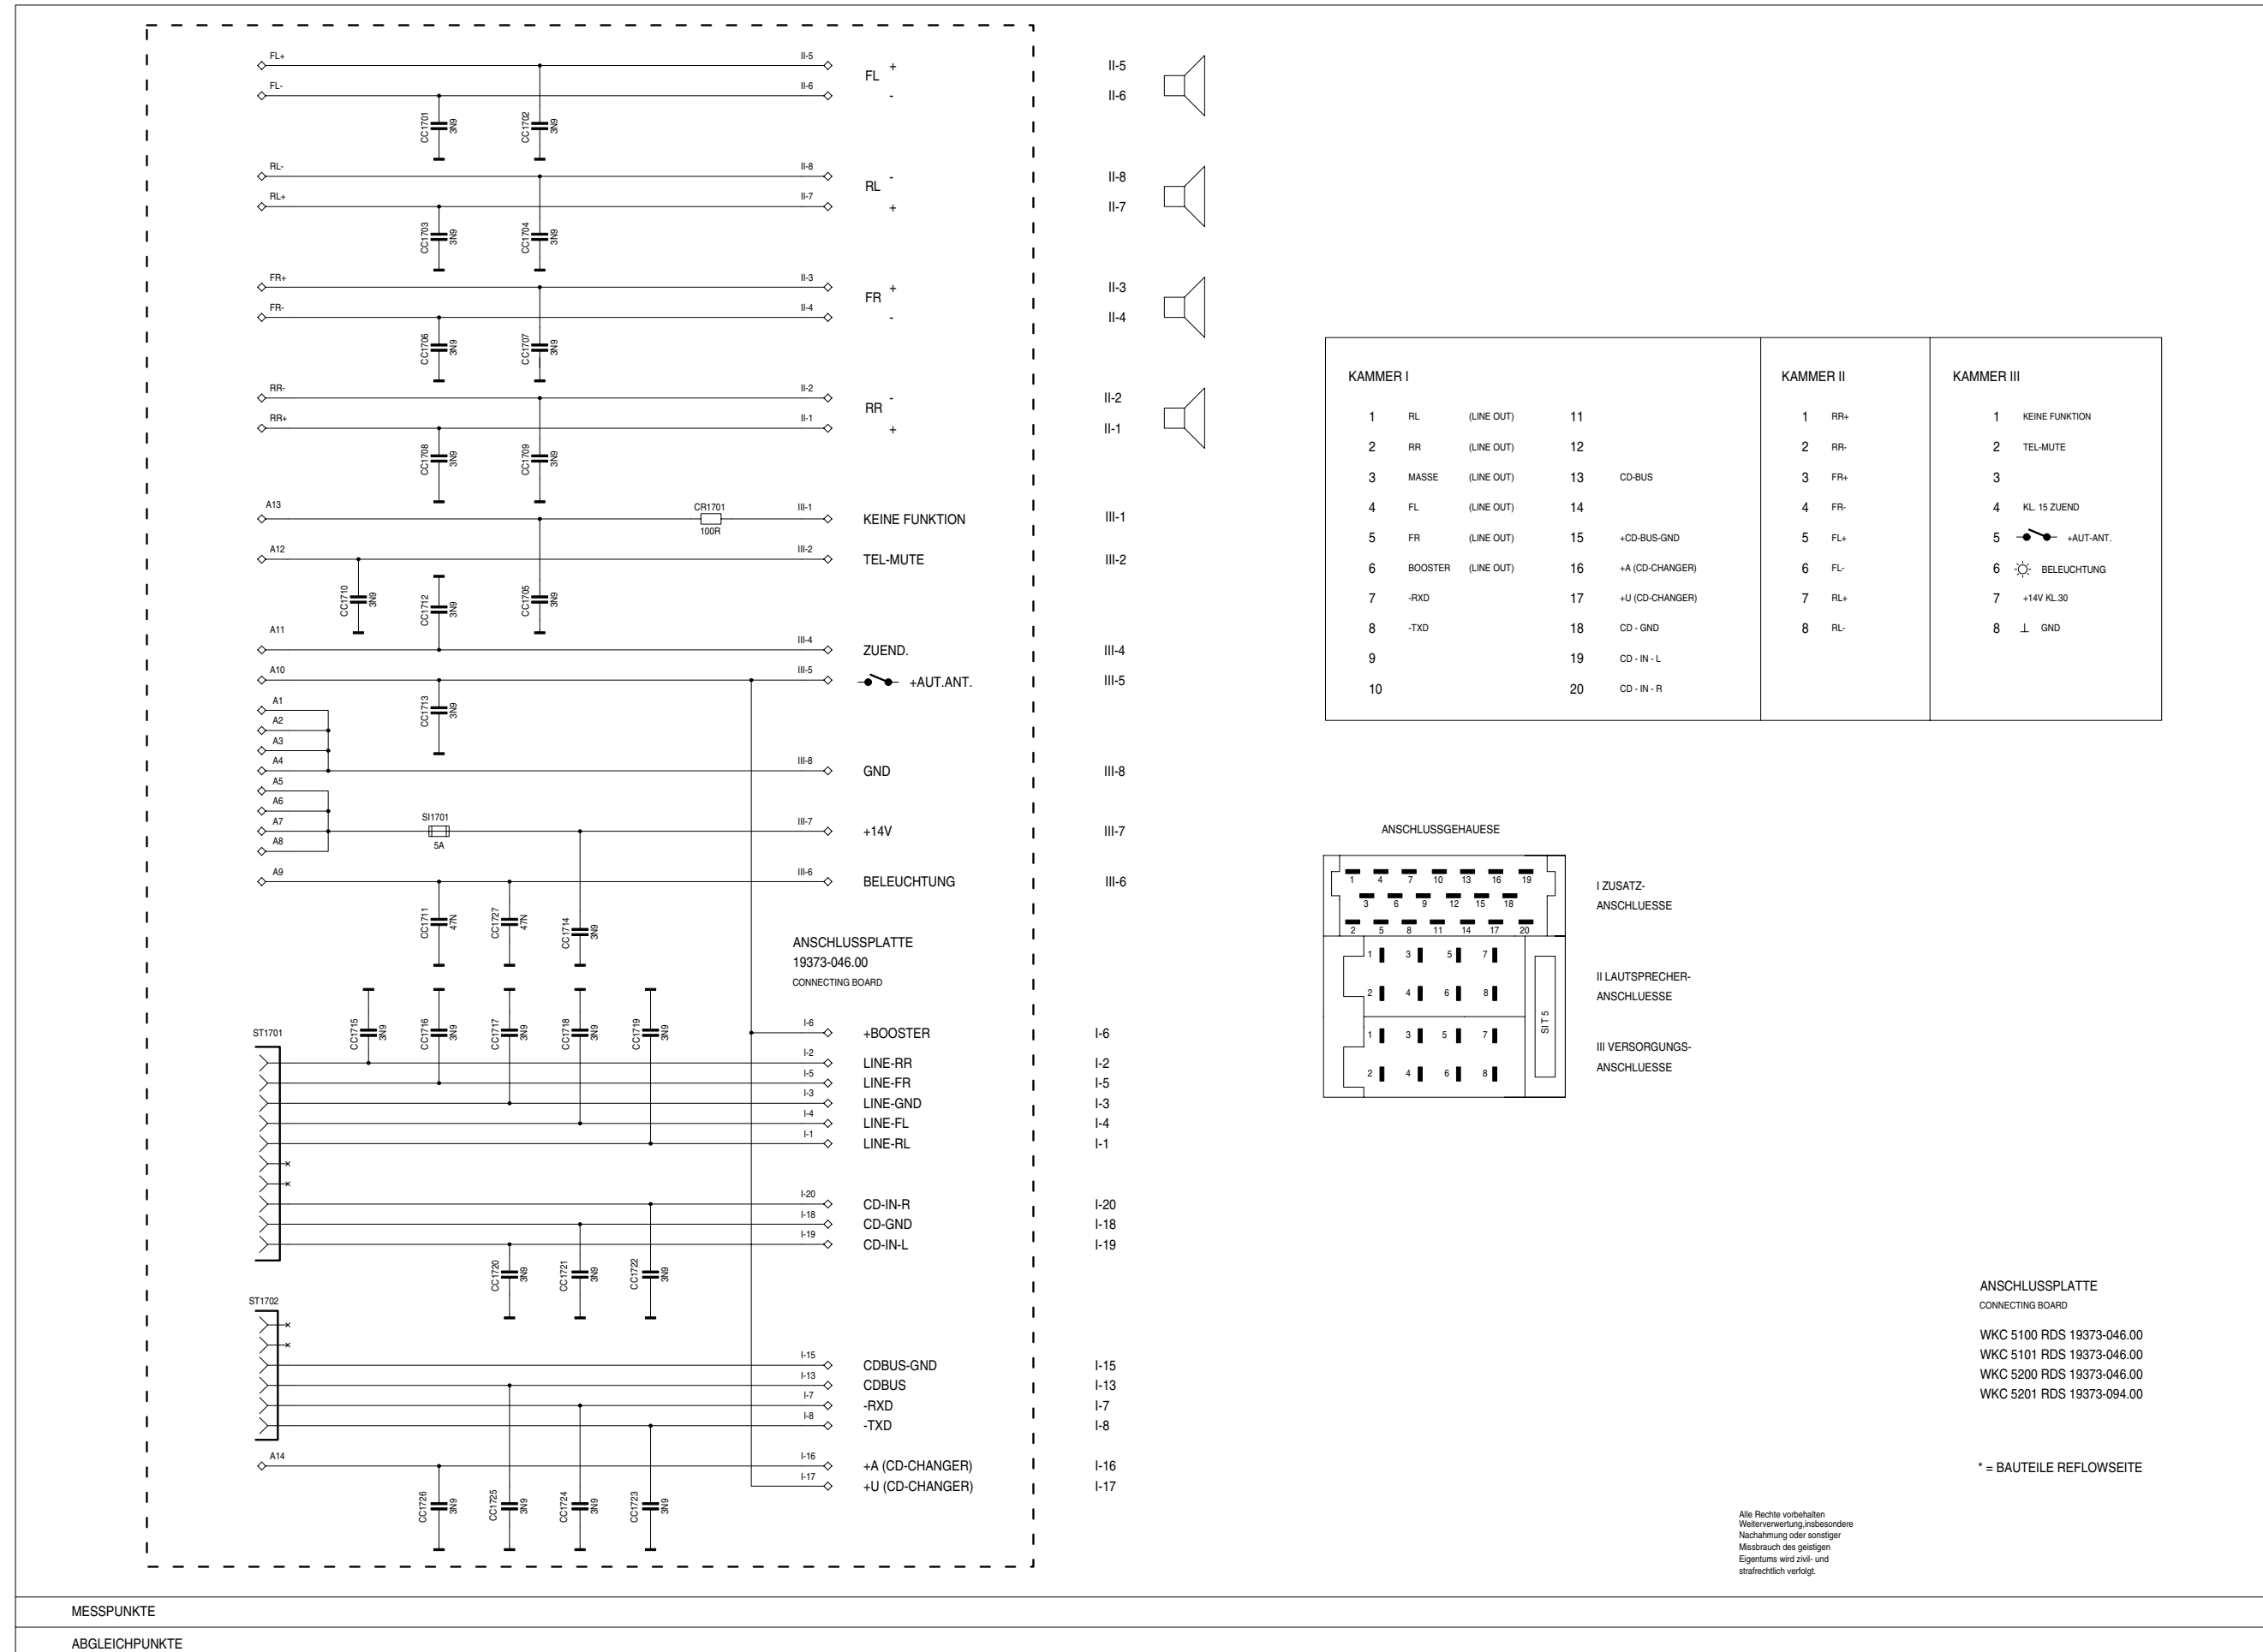 FL+ II-5 FL + II-5
FL- II-6 - II-6
CC1701 3N9 CC1702 3N9
RL- II-8 RL - II-8
RL+ II-7 + II-7
CC1703 3N9 CC1704 3N9
FR+ II-3 FR + II-3
FR- II-4 - II-4
CC1706 3N9 CC1707 3N9
RR- II-2 RR - II-2
RR+ II-1 + II-1
CC1708 3N9 CC1709 3N9
A13 CR1701 100R III-1 KEINE FUNKTION III-1
A12 III-2 TEL-MUTE III-2
CC1710 3N9 CC1712 3N9 CC1705 3N9
A11 III-4 ZUEND. III-4
A10 III-5 +AUT.ANT. III-5
A1
CC1713 3N9
A2
A3
A4 III-8 GND III-8
A5
A6
A7 SI1701 5A III-7 +14V III-7
A8
A9 III-6 BELEUCHTUNG III-6
CC1711 47N CC1727 47N CC1714 3N9
ANSCHLUSSPLATTE
19373-046.00
CONNECTING BOARD
ST1701 CC1715 3N9 CC1716 3N9 CC1717 3N9 CC1718 3N9 CC1719 3N9
I-6 +BOOSTER I-6
I-2 LINE-RR I-2
I-5 LINE-FR I-5
I-3 LINE-GND I-3
I-4 LINE-FL I-4
I-1 LINE-RL I-1
I-20 CD-IN-R I-20
I-18 CD-GND I-18
I-19 CD-IN-L I-19
CC1720 3N9 CC1721 3N9 CC1722 3N9
ST1702
I-15 CDBUS-GND I-15
I-13 CDBUS I-13
I-7 -RXD I-7
I-8 -TXD I-8
A14 I-16 +A (CD-CHANGER) I-16
I-17 +U (CD-CHANGER) I-17
CC1726 3N9 CC1725 3N9 CC1724 3N9 CC1723 3N9
KAMMER I KAMMER II KAMMER III
1 RL (LINE OUT) 11 1 RR+ 1 KEINE FUNKTION
2 RR (LINE OUT) 12 2 RR- 2 TEL-MUTE
3 MASSE (LINE OUT) 13 CD-BUS 3 FR+ 3
4 FL (LINE OUT) 14 4 FR- 4 KL. 15 ZUEND
5 FR (LINE OUT) 15 +CD-BUS-GND 5 FL+ 5 +AUT-ANT.
6 BOOSTER (LINE OUT) 16 +A (CD-CHANGER) 6 FL- 6 BELEUCHTUNG
7 -RXD 17 +U (CD-CHANGER) 7 RL+ 7 +14V KL.30
8 -TXD 18 CD - GND 8 RL- 8 GND
9 19 CD - IN - L
10 20 CD - IN - R
ANSCHLUSSGEHAUESE
1 4 7 10 13 16 19
3 6 9 12 15 18
2 5 8 11 14 17 20
I ZUSATZ-
ANSCHLUESSE
1 3 5 7
2 4 6 8
II LAUTSPRECHER-
ANSCHLUESSE
1 3 5 7
2 4 6 8
SIT 5
III VERSORGUNGS-
ANSCHLUESSE
ANSCHLUSSPLATTE
CONNECTING BOARD
WKC 5100 RDS 19373-046.00
WKC 5101 RDS 19373-046.00
WKC 5200 RDS 19373-046.00
WKC 5201 RDS 19373-094.00
* = BAUTEILE REFLOWSEITE
Alle Rechte vorbehalten
Weiterverwertung,insbesondere
Nachahmung oder sonstiger
Missbrauch des geistigen
Eigentums wird zivil- und
strafrechtlich verfolgt.
MESSPUNKTE
ABGLEICHPUNKTE